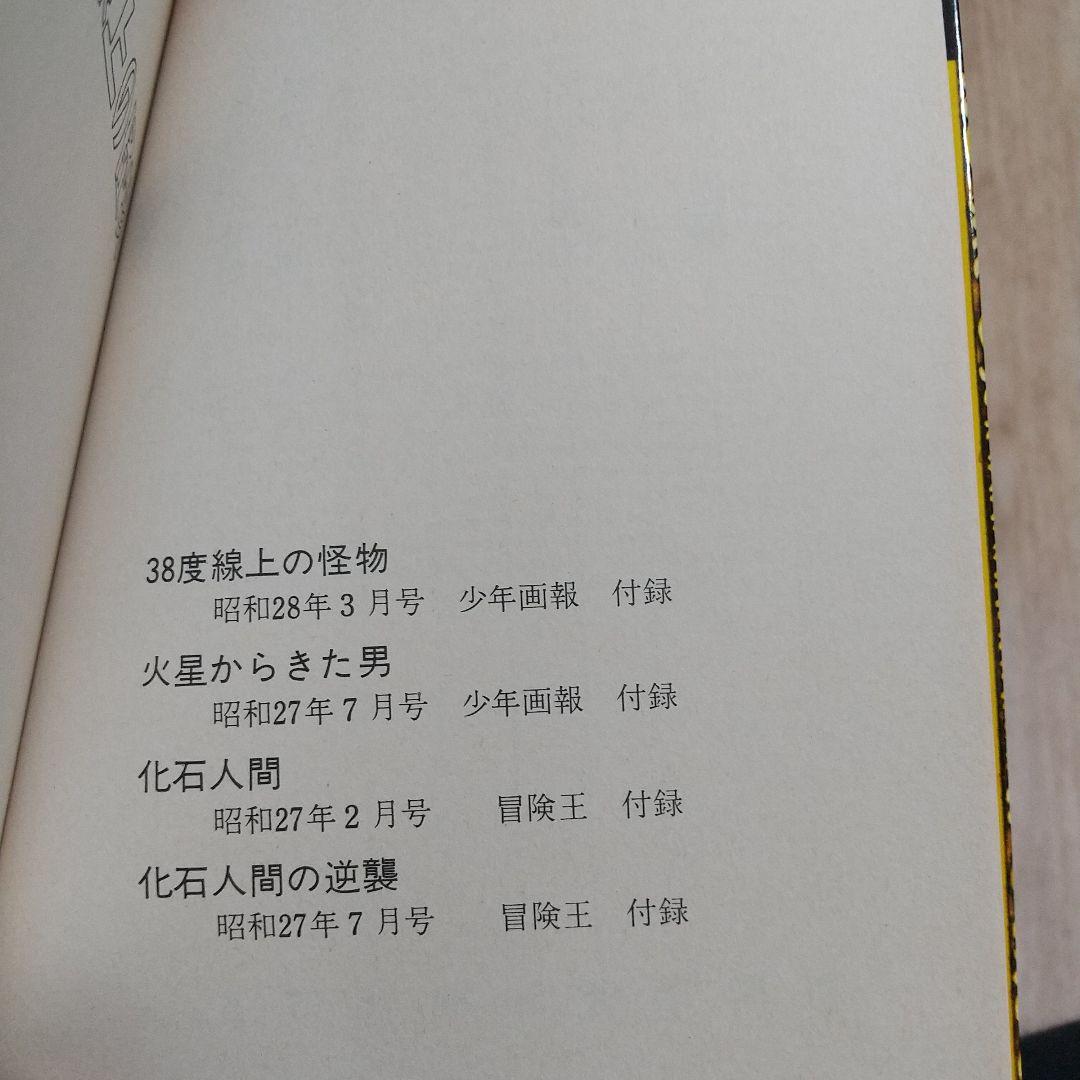 38度線上の怪物
昭和28年3月号 少年画報 付録
火星からきた男
昭和27年7月号 少年画報 付録
化石人間
昭和27年2月号 冒険王 付録
化石人間の逆襲
昭和27年7月号 冒険王 付録